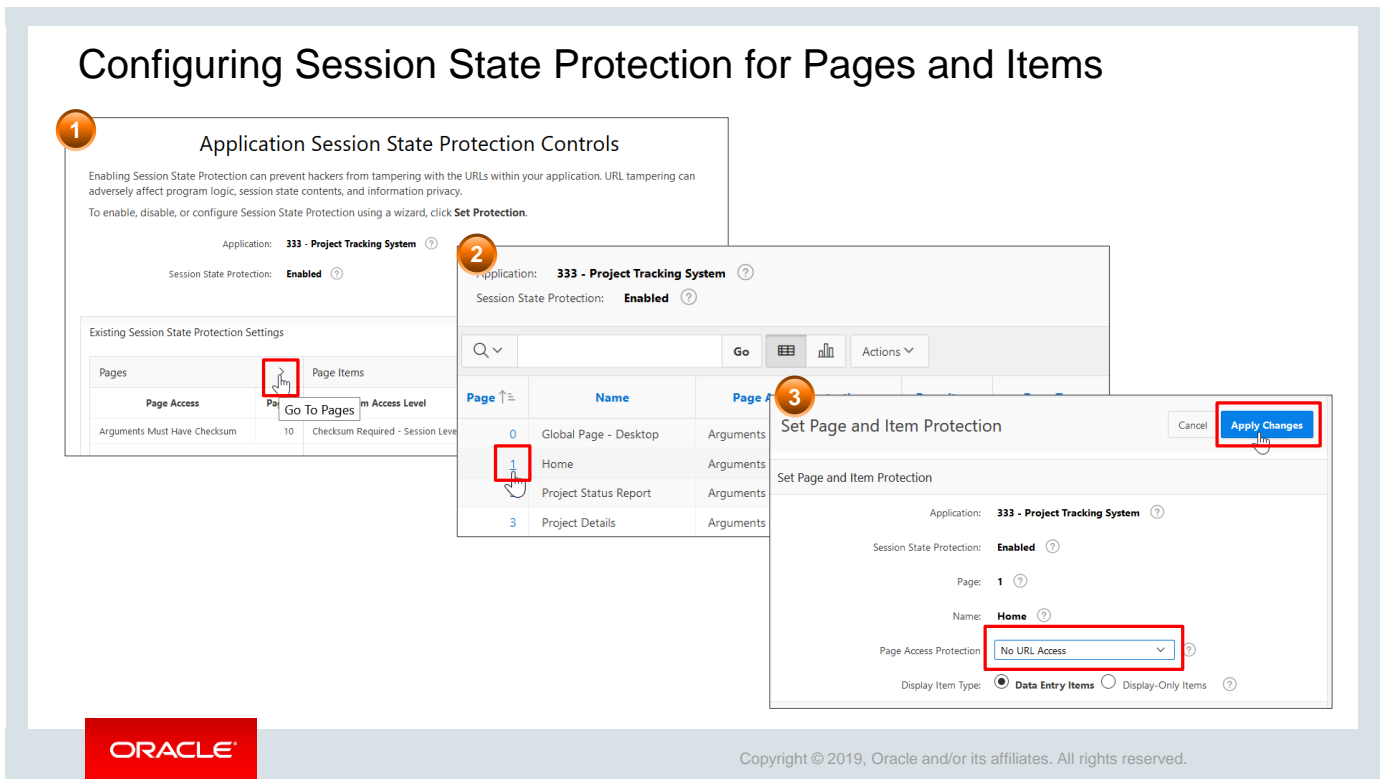 Configuring Session State Protection for Pages and Items
1
Application Session State Protection Controls
Enabling Session State Protection can prevent hackers from tampering with the URLs within your application. URL tampering can
adversely affect program logic, session state contents, and information privacy.
To enable, disable, or configure Session State Protection using a wizard, click Set Protection.
Application: 333 - Project Tracking System ?
Session State Protection: Enabled ?
Existing Session State Protection Settings
Pages > Page Items
Page Access Access Level
Go To Pages
Arguments Must Have Checksum 10 Checksum Required - Session Leve
2
Application: 333 - Project Tracking System ?
Session State Protection: Enabled ?
Go Actions
Page Name Page
0 Global Page - Desktop Arguments
1 Home Arguments
Project Status Report Arguments
3 Project Details Arguments
3
Set Page and Item Protection Cancel Apply Changes
Set Page and Item Protection
Application: 333 - Project Tracking System ?
Session State Protection: Enabled ?
Page: 1 ?
Name: Home ?
Page Access Protection No URL Access ?
Display Item Type: Data Entry Items Display-Only Items ?
ORACLE®
Copyright © 2019, Oracle and/or its affiliates. All rights reserved.